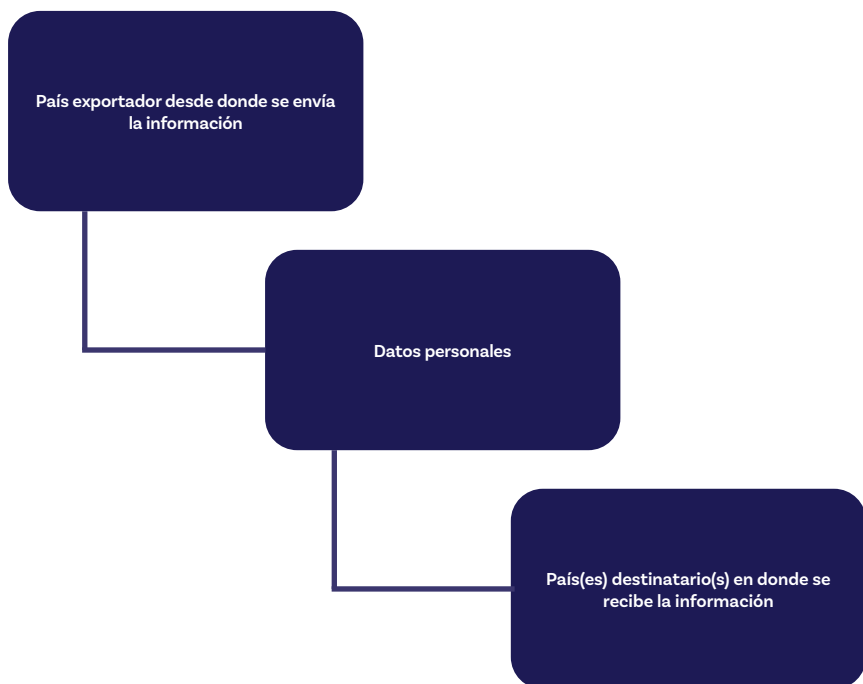 País exportador desde donde se envía
la información
Datos personales
País(es) destinatario(s) en donde se
recibe la información